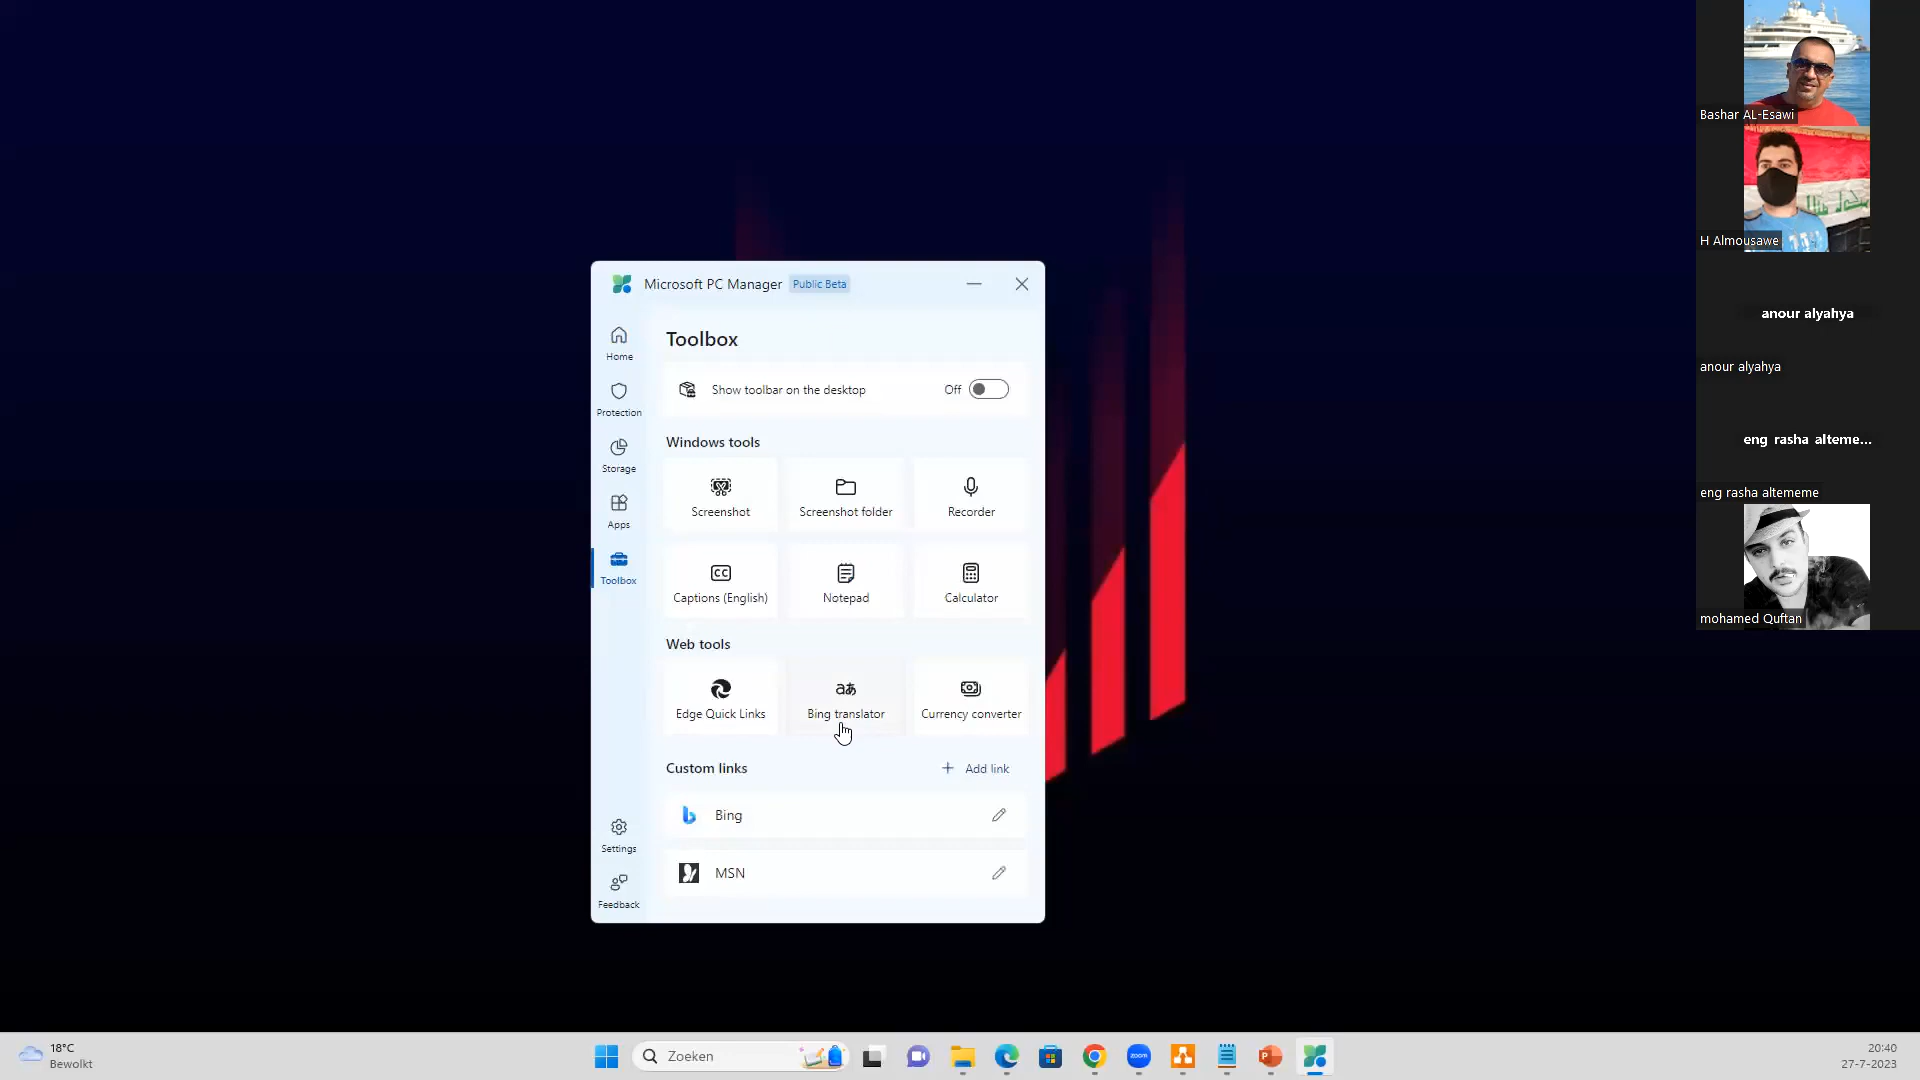 Microsoft PC Manager Public Beta
Home
Protection
Storage
Apps
Toolbox
Settings
Feedback
Toolbox
Show toolbar on the desktop Off
Windows tools
Screenshot
Screenshot folder
Recorder
Captions (English)
Notepad
Calculator
Web tools
Edge Quick Links
Bing translator
Currency converter
Custom links
Add link
Bing
MSN
Bashar AL-Esawi
H Almousawe
anour alyahya
anour alyahya
eng rasha alteme...
eng rasha altememe
mohamed Quftan
18°C
Bewolkt
Zoeken
zoom
20:40
27-7-2023